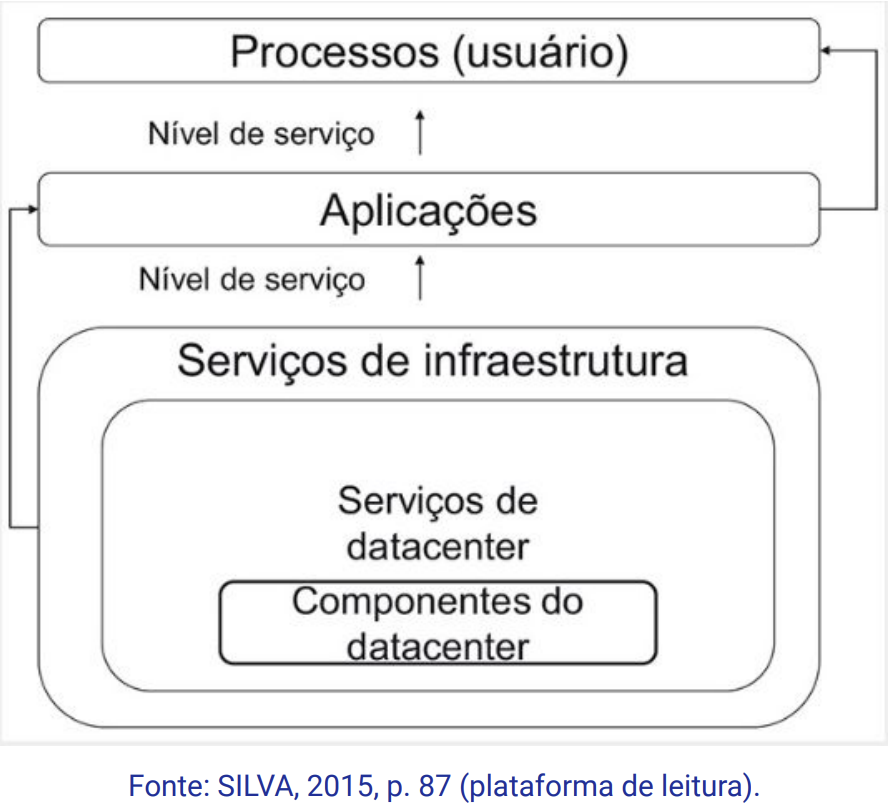 Processos (usuário)
Nível de serviço
Aplicações
Nível de serviço
Serviços de infraestrutura
Serviços de
datacenter
Componentes do
datacenter
Fonte: SILVA, 2015, p. 87 (plataforma de leitura).